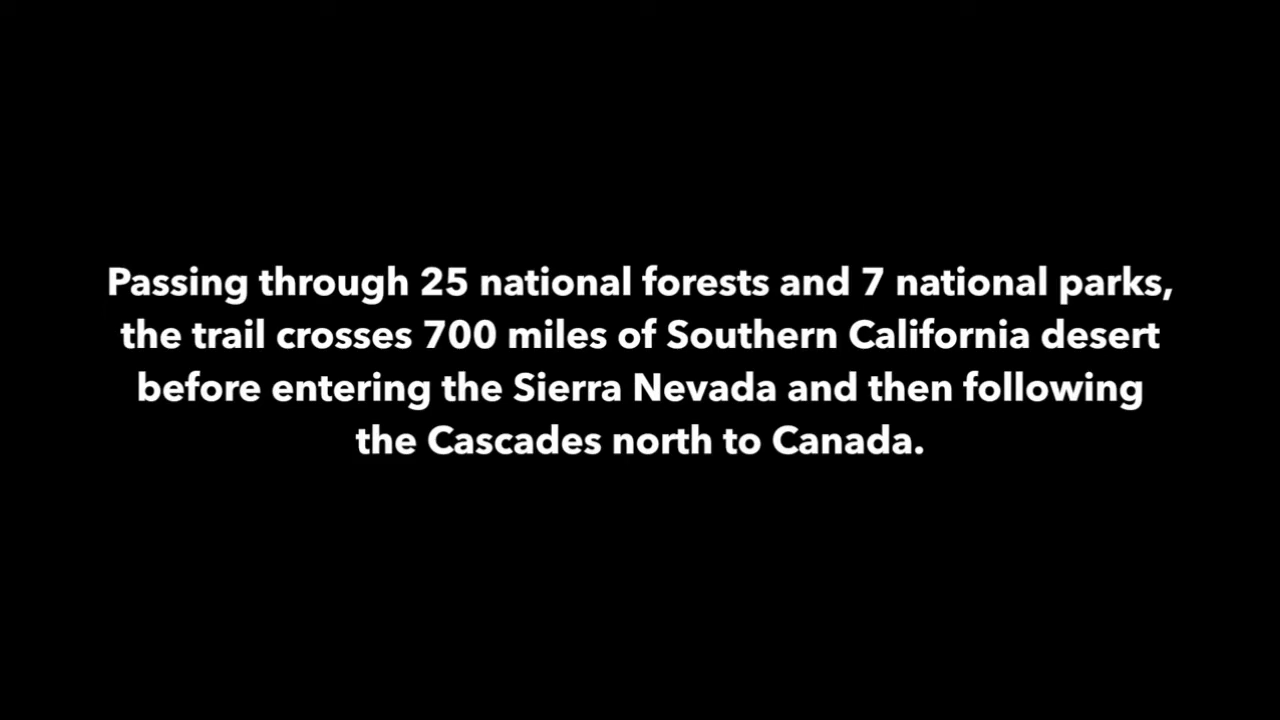 Passing through 25 national forests and 7 national parks,
the trail crosses 700 miles of Southern California desert
before entering the Sierra Nevada and then following
the Cascades north to Canada.